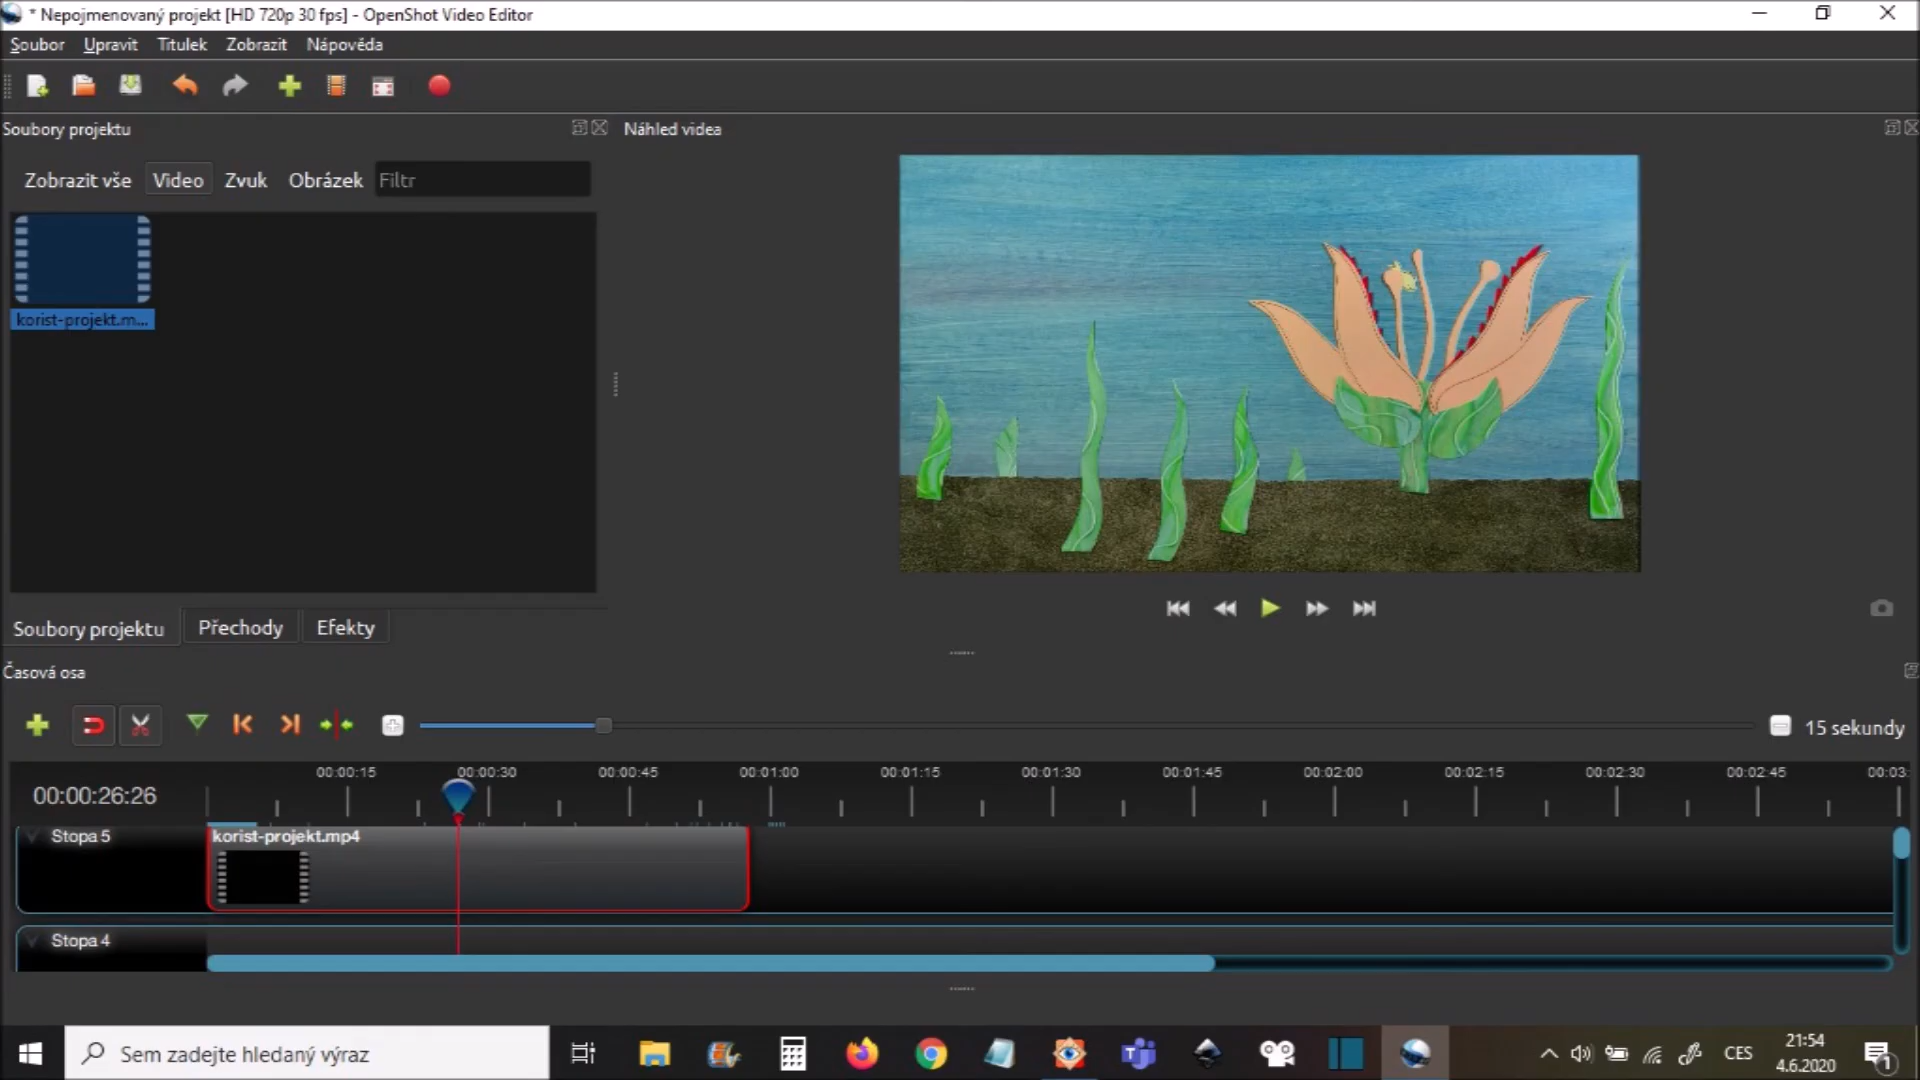 * Nepojmenovaný projekt [HD 720p 30 fps] - OpenShot Video Editor
Soubor Upravit Titulek Zobrazit Nápověda
Soubory projektu
Náhled videa
Zobrazit vše Video Zvuk Obrázek Filtr
korist-projekt.m...
Soubory projektu Přechody Efekty
Časová osa
15 sekundy
00:00:26:26
00:00:15 00:00:30 00:00:45 00:01:00 00:01:15 00:01:30 00:01:45 00:02:00 00:02:15 00:02:30 00:02:45 00:03:
Stopa 5
korist-projekt.mp4
Stopa 4
Sem zadejte hledaný výraz
CES
21:54
4.6.2020
1